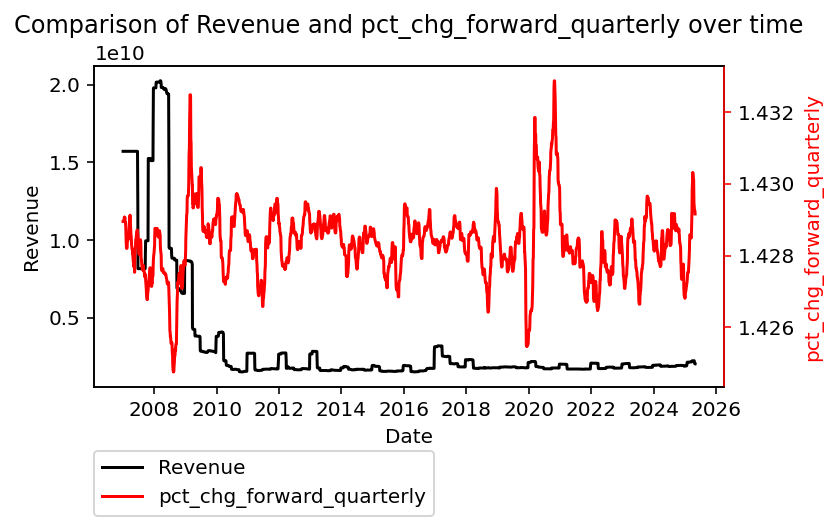 Comparison of Revenue and pct_chg_forward_quarterly over time
1e10
2.0
1.5
1.0
0.5
Revenue
1.432
1.430
1.428
1.426
pct_chg_forward_quarterly
2008 2010 2012 2014 2016 2018 2020 2022 2024 2026
Date
Revenue
pct_chg_forward_quarterly